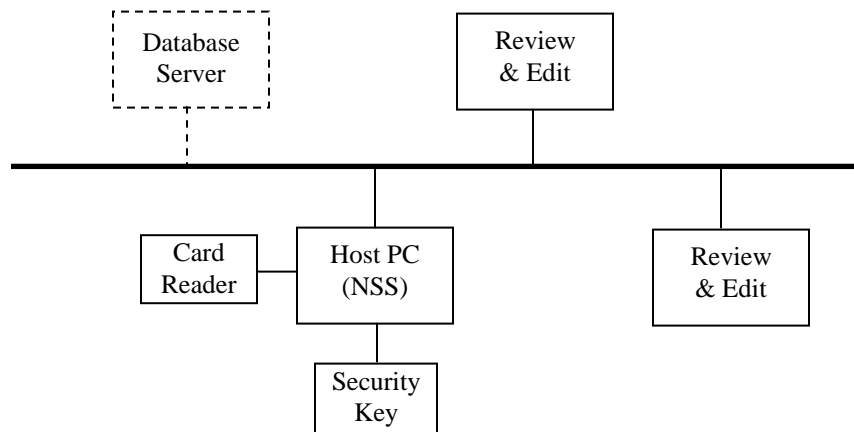 Database
Server
Review
& Edit
Card
Reader
Host PC
(NSS)
Review
& Edit
Security
Key